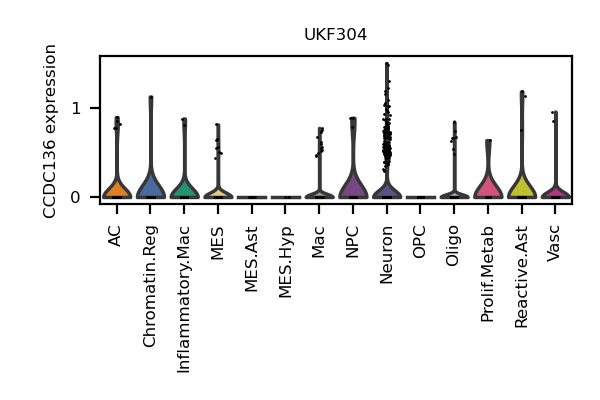 UKF304
CCDC136 expression
1
0
AC
Chromatin.Reg
Inflammatory.Mac
MES
MES.Ast
MES.Hyp
Mac
NPC
Neuron
OPC
Oligo
Prolif.Metab
Reactive.Ast
Vasc